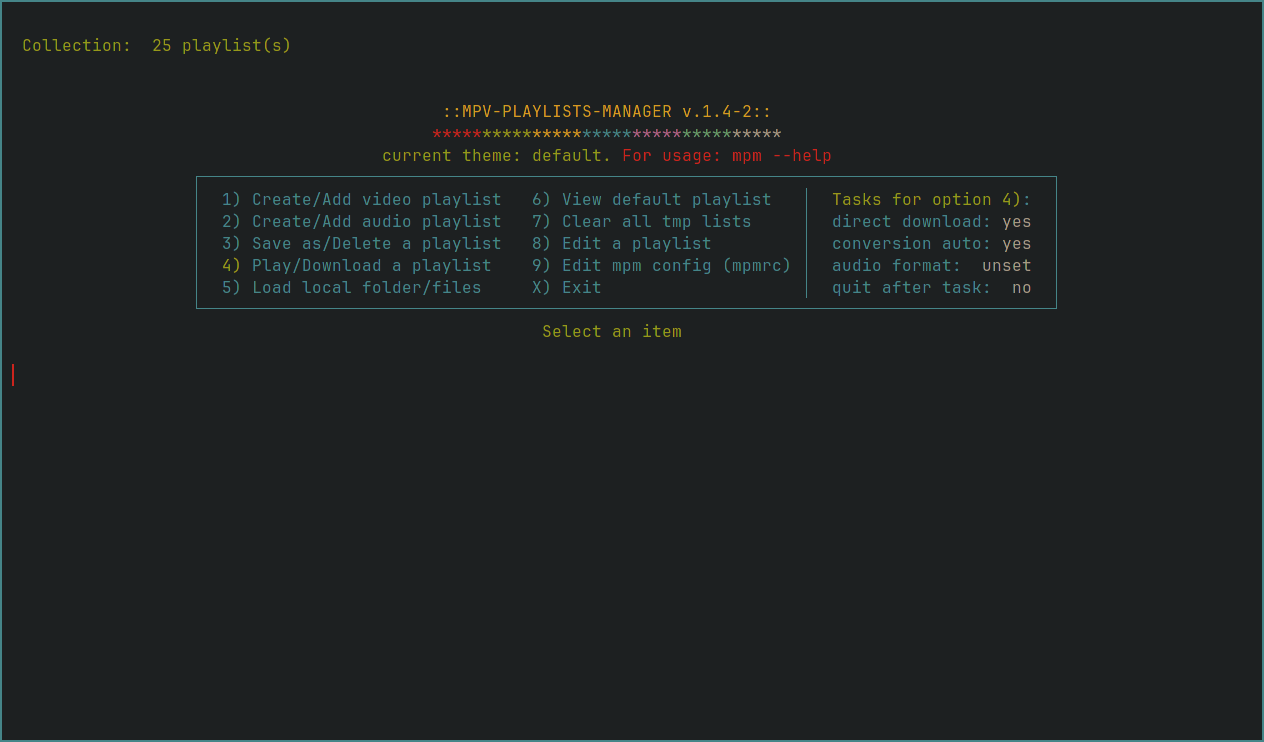 Collection:  25 playlist(s)
::MPV-PLAYLISTS-MANAGER v.1.4-2::
***********************************
current theme: default. For usage: mpm --help
1) Create/Add video playlist   6) View default playlist   Tasks for option 4):
2) Create/Add audio playlist   7) Clear all tmp lists   direct download: yes
3) Save as/Delete a playlist   8) Edit a playlist   conversion auto: yes
4) Play/Download a playlist   9) Edit mpm config (mpmrc)   audio format:  unset
5) Load local folder/files   X) Exit   quit after task:  no
Select an item